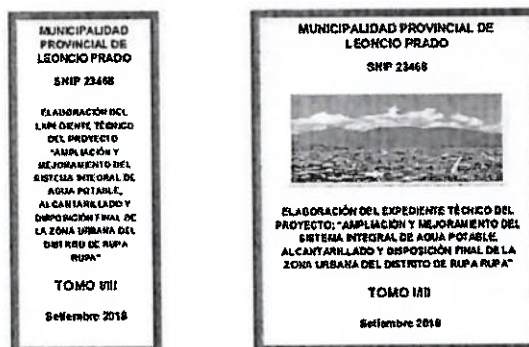 MUNICIPALIDAD
PROVINCIAL DE
LEONCIO PRADO
SNIP 23468
ELABORACIÓN DEL
EXPEDIENTE TÉCNICO
DEL PROYECTO
"AMPLIACIÓN Y
MEJORAMIENTO DEL
SISTEMA INTEGRAL DE
AGUA POTABLE,
ALCANTARILLADO Y
DISPOSICIÓN FINAL DE
LA ZONA URBANA DEL
DISTRITO DE RUPA
RUPA"
TOMO I/III
Setiembre 2018
MUNICIPALIDAD PROVINCIAL DE
LEONCIO PRADO
SNIP 23468
ELABORACIÓN DEL EXPEDIENTE TÉCNICO DEL
PROYECTO: "AMPLIACIÓN Y MEJORAMIENTO DEL
SISTEMA INTEGRAL DE AGUA POTABLE,
ALCANTARILLADO Y DISPOSICIÓN FINAL DE LA
ZONA URBANA DEL DISTRITO DE RUPA RUPA"
TOMO I/III
Setiembre 2018